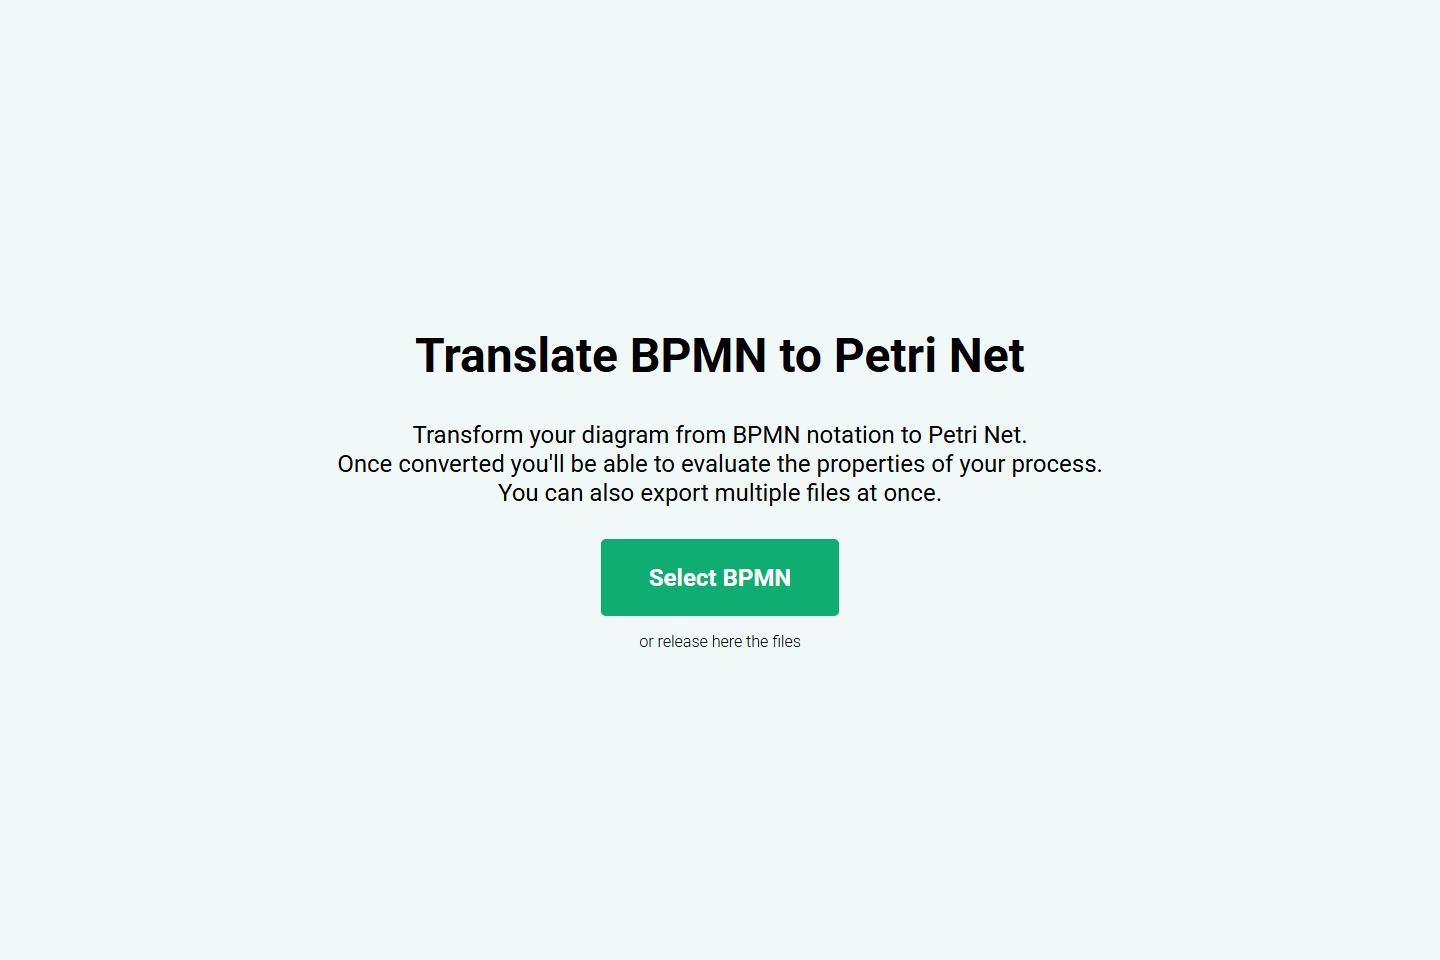 Translate BPMN to Petri Net
Transform your diagram from BPMN notation to Petri Net.
Once converted you'll be able to evaluate the properties of your process.
You can also export multiple files at once.
Select BPMN
or release here the files